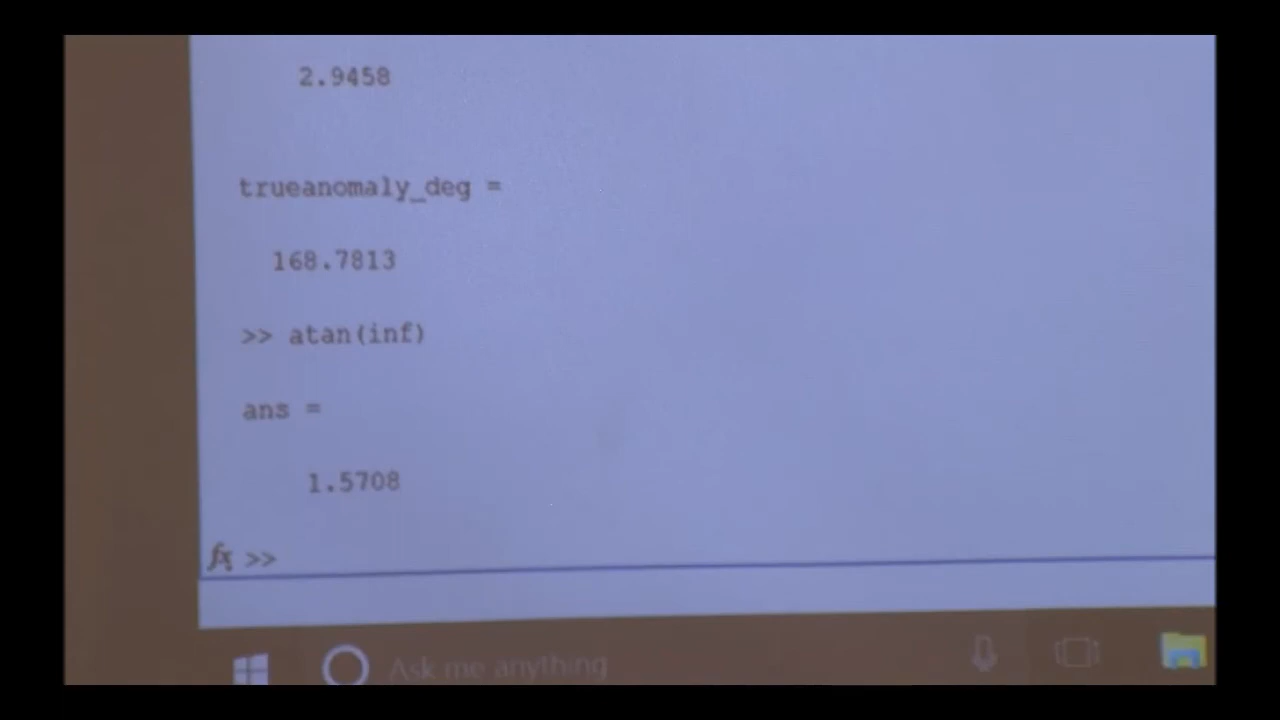 2.9458
trueanomaly_deg =
168.7813
>> atan(inf)
ans =
1.5708
fx >>
Ask me anything